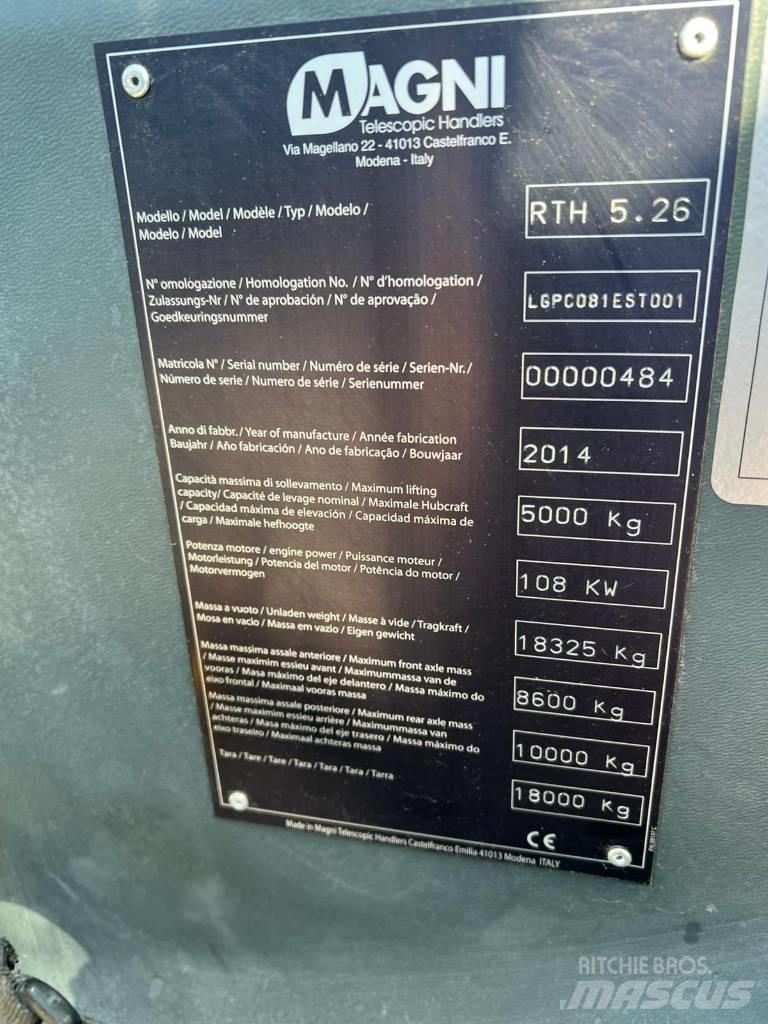 MAGNI
Telescopic Handlers
Via Magellano 22 - 41013 Castelfranco E.
Modena - Italy
Modello / Model / Modèle / Typ / Modelo /
Modelo / Model
RTH 5.26
N° omologazione / Homologation No. / N° d'homologation /
Zulassungs-Nr / N° de aprobación / N° de aprovação /
Goedkeuringsnummer
LGPC081EST001
Matricola N° / Serial number / Numéro de série / Serien-Nr. /
Número de serie / Numero de série / Serienummer
00000484
Anno di fabbr. / Year of manufacture / Année fabrication
Baujahr / Año fabricación / Ano de fabricação / Bouwjaar
2014
Capacità massima di sollevamento / Maximum lifting
capacity/ Capacité de levage nominal / Maximale Hubcraft
/ Capacidad máxima de elevación / Capacidad máxima de
carga / Maximale hefhoogte
5000 Kg
Potenza motore / engine power / Puissance moteur /
Motorleistung / Potencia del motor / Potência do motor /
Motorvermogen
108 KW
Massa a vuoto / Unladen weight / Masse à vide / Tragkraft /
Mosa en vacio / Massa em vazio / Eigen gewicht
18325 Kg
Massa massima assale anteriore / Maximum front axle mass
/ Masse maximim essieu avant / Maximummassa van de
vooras / Masa máximo del eje delantero / Massa máximo do
eixo frontal / Maximaal vooras massa
8600 Kg
Massa massima assale posteriore / Maximum rear axle mass
/ Masse maximim essieu arrière / Maximummassa van
achteras / Masa máximo del eje trasero / Massa máximo do
eixo traseiro / Maximaal achteras massa
10000 Kg
Tara / Tare / Tare / Tara / Tara / Tara / Tarra
18000 Kg
CE
Made in Magni Telescopic Handlers Castelfranco Emilia 41013 Modena ITALY
RITCHIE BROS.
MASCUS